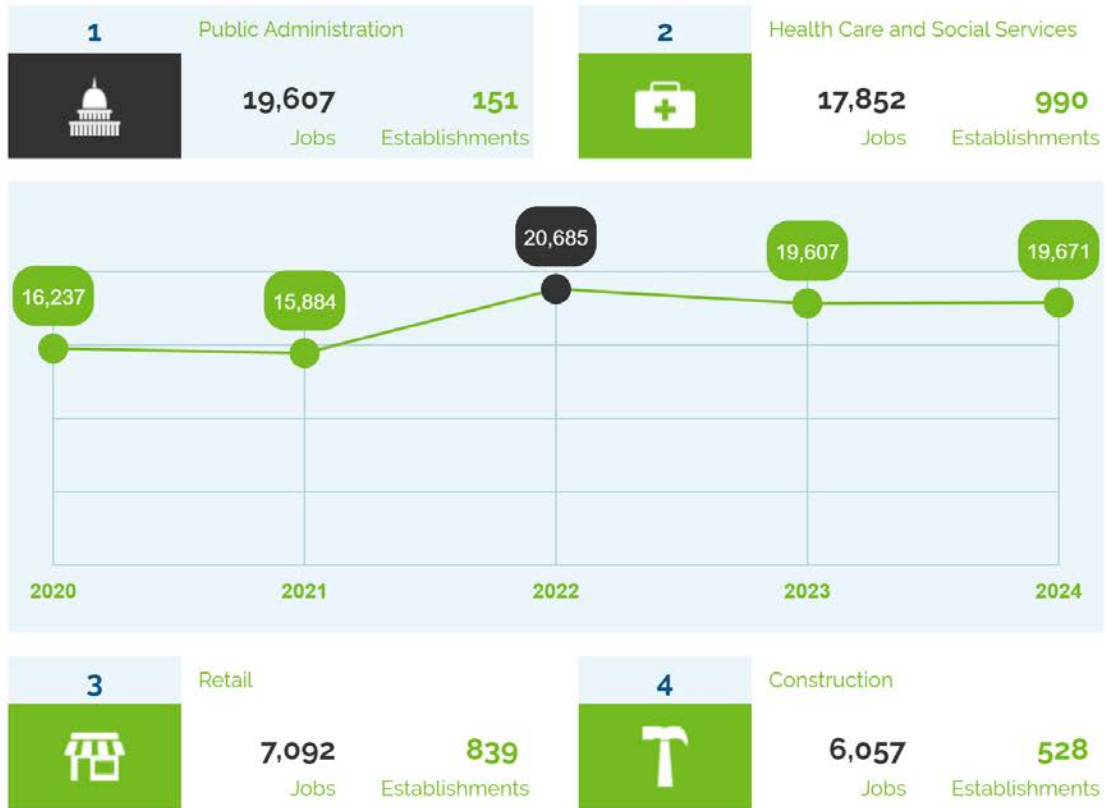 1
Public Administration
19,607
Jobs
151
Establishments
2
Health Care and Social Services
17,852
Jobs
990
Establishments
16,237
15,884
20,685
19,607
19,671
2020
2021
2022
2023
2024
3
Retail
7,092
Jobs
839
Establishments
4
Construction
6,057
Jobs
528
Establishments